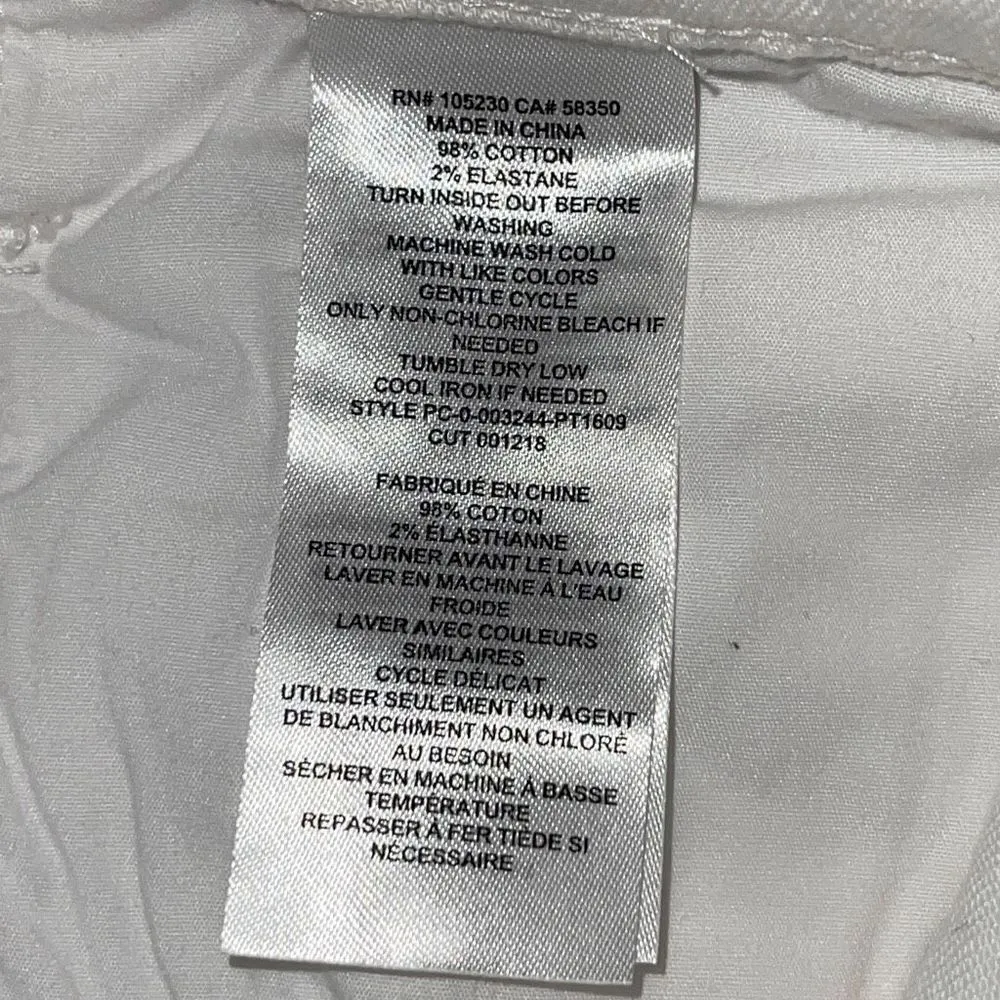 RN# 105230 CA# 58350
MADE IN CHINA
98% COTTON
2% ELASTANE
TURN INSIDE OUT BEFORE
WASHING
MACHINE WASH COLD
WITH LIKE COLORS
GENTLE CYCLE
ONLY NON-CHLORINE BLEACH IF
NEEDED
TUMBLE DRY LOW
COOL IRON IF NEEDED
STYLE PC-0-003244-PT1609
CUT 001218
FABRIQUÉ EN CHINE
98% COTON
2% ÉLASTHANNE
RETOURNER AVANT LE LAVAGE
LAVER EN MACHINE À L'EAU
FROIDE
LAVER AVEC COULEURS
SIMILAIRES
CYCLE DÉLICAT
UTILISER SEULEMENT UN AGENT
DE BLANCHIMENT NON CHLORÉ
AU BESOIN
SÉCHER EN MACHINE À BASSE
TEMPÉRATURE
REPASSER À FER TIÈDE SI
NÉCESSAIRE